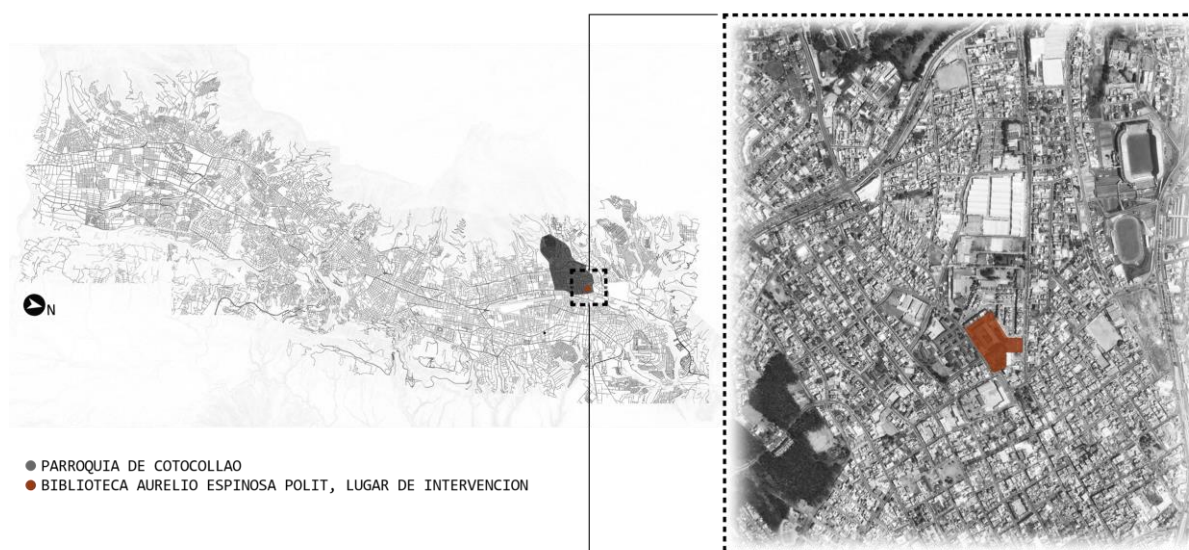 N
PARROQUIA DE COTOCOLLAO
BIBLIOTECA AURELIO ESPINOSA POLIT, LUGAR DE INTERVENCION